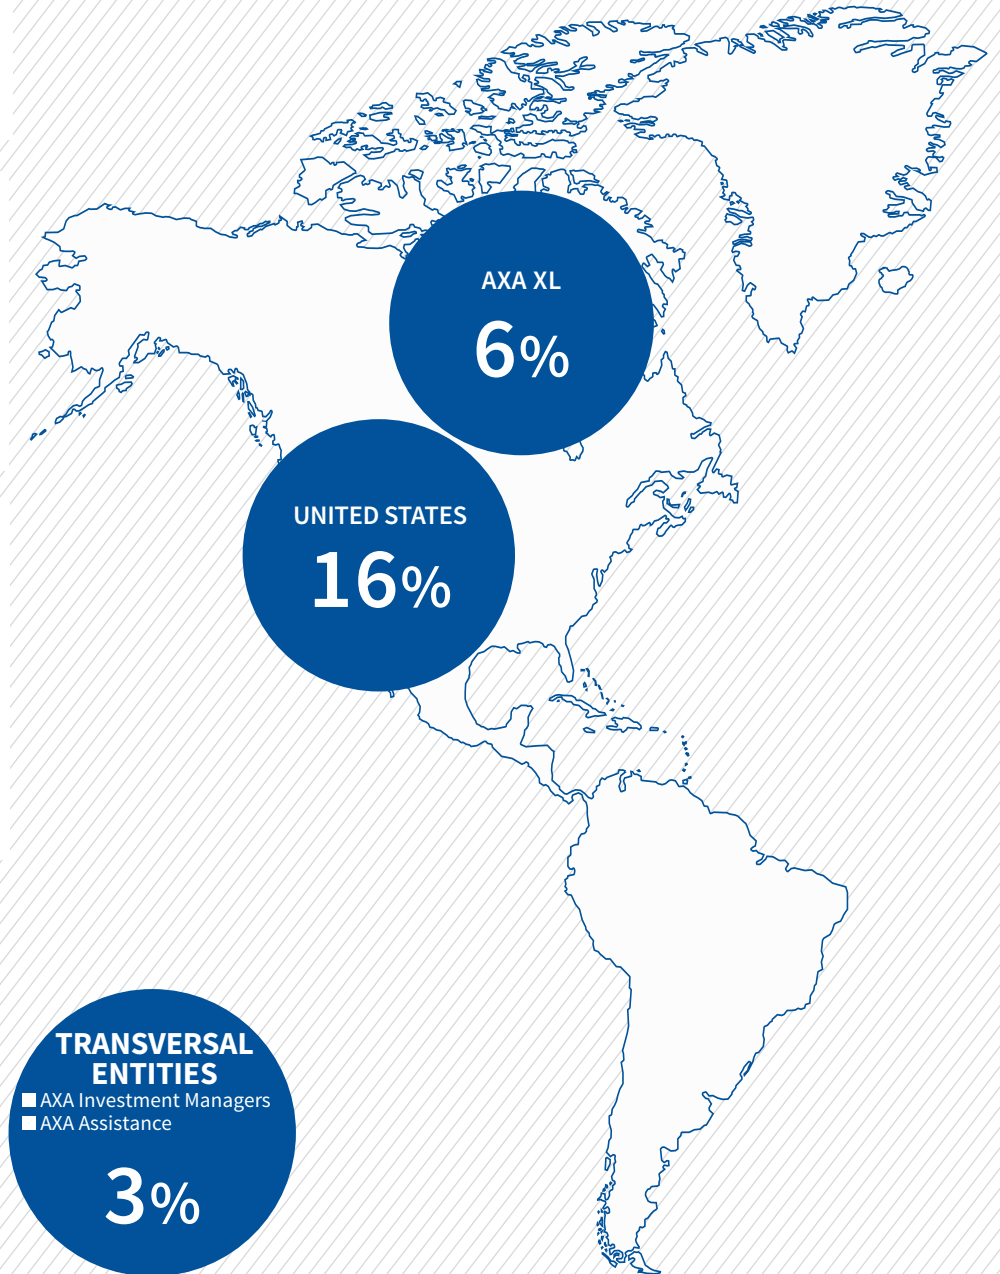 AXA XL
6%
UNITED STATES
16%
TRANSVERSAL
ENTITIES
AXA Investment Managers
AXA Assistance
3%